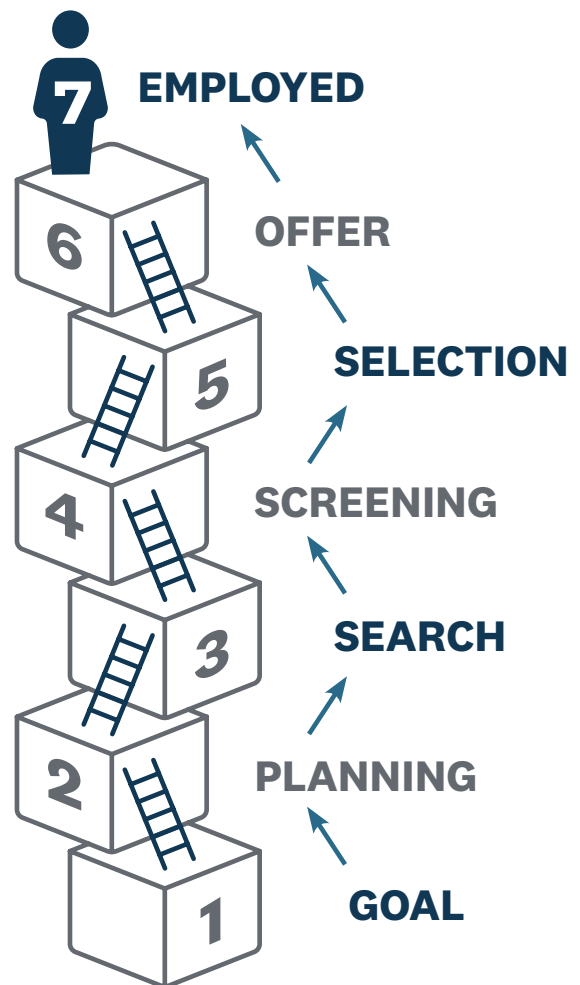 7 EMPLOYED
6 OFFER
5 SELECTION
4 SCREENING
3 SEARCH
2 PLANNING
1 GOAL